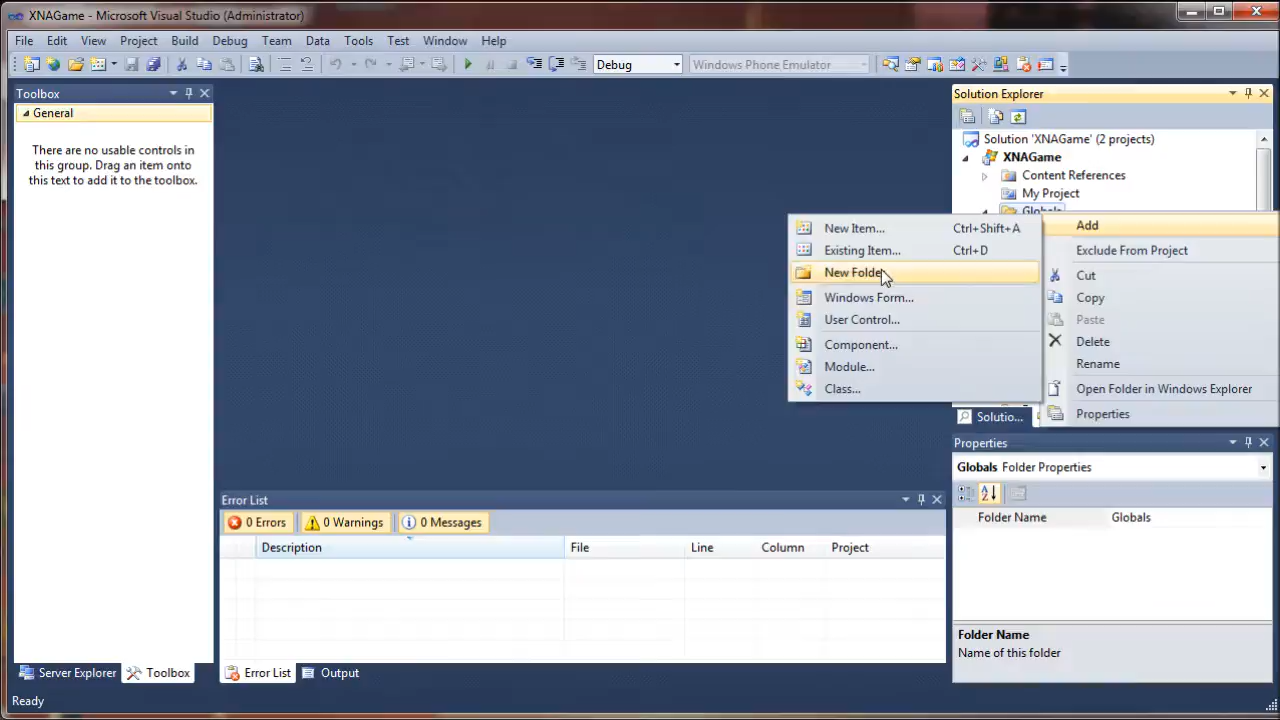 XNAGame - Microsoft Visual Studio (Administrator)
File Edit View Project Build Debug Team Data Tools Test Window Help
Debug Windows Phone Emulator
Toolbox
General
There are no usable controls in
this group. Drag an item onto
this text to add it to the toolbox.
Solution Explorer
Solution 'XNAGame' (2 projects)
XNAGame
Content References
My Project
Globals
New Item... Ctrl+Shift+A
Existing Item... Ctrl+D
New Folder
Windows Form...
User Control...
Component...
Module...
Class...
Add
Exclude From Project
Cut
Copy
Paste
Delete
Rename
Open Folder in Windows Explorer
Properties
Solutio...
Properties
Globals Folder Properties
Folder Name Globals
Folder Name
Name of this folder
Error List
0 Errors 0 Warnings 0 Messages
Description File Line Column Project
Server Explorer Toolbox Error List Output
Ready